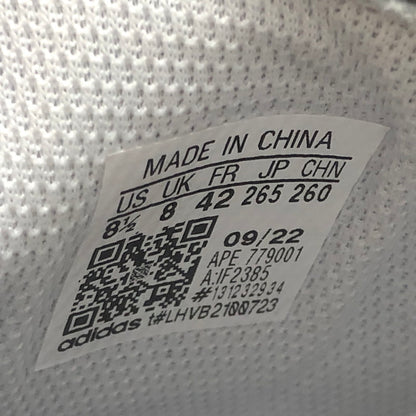 MADE IN CHINA
US UK FR JP CHN
8½ 8 42 265 260
09/22
APE 779001
A:IF2385
#131232934
adidas t#LHVB2100723